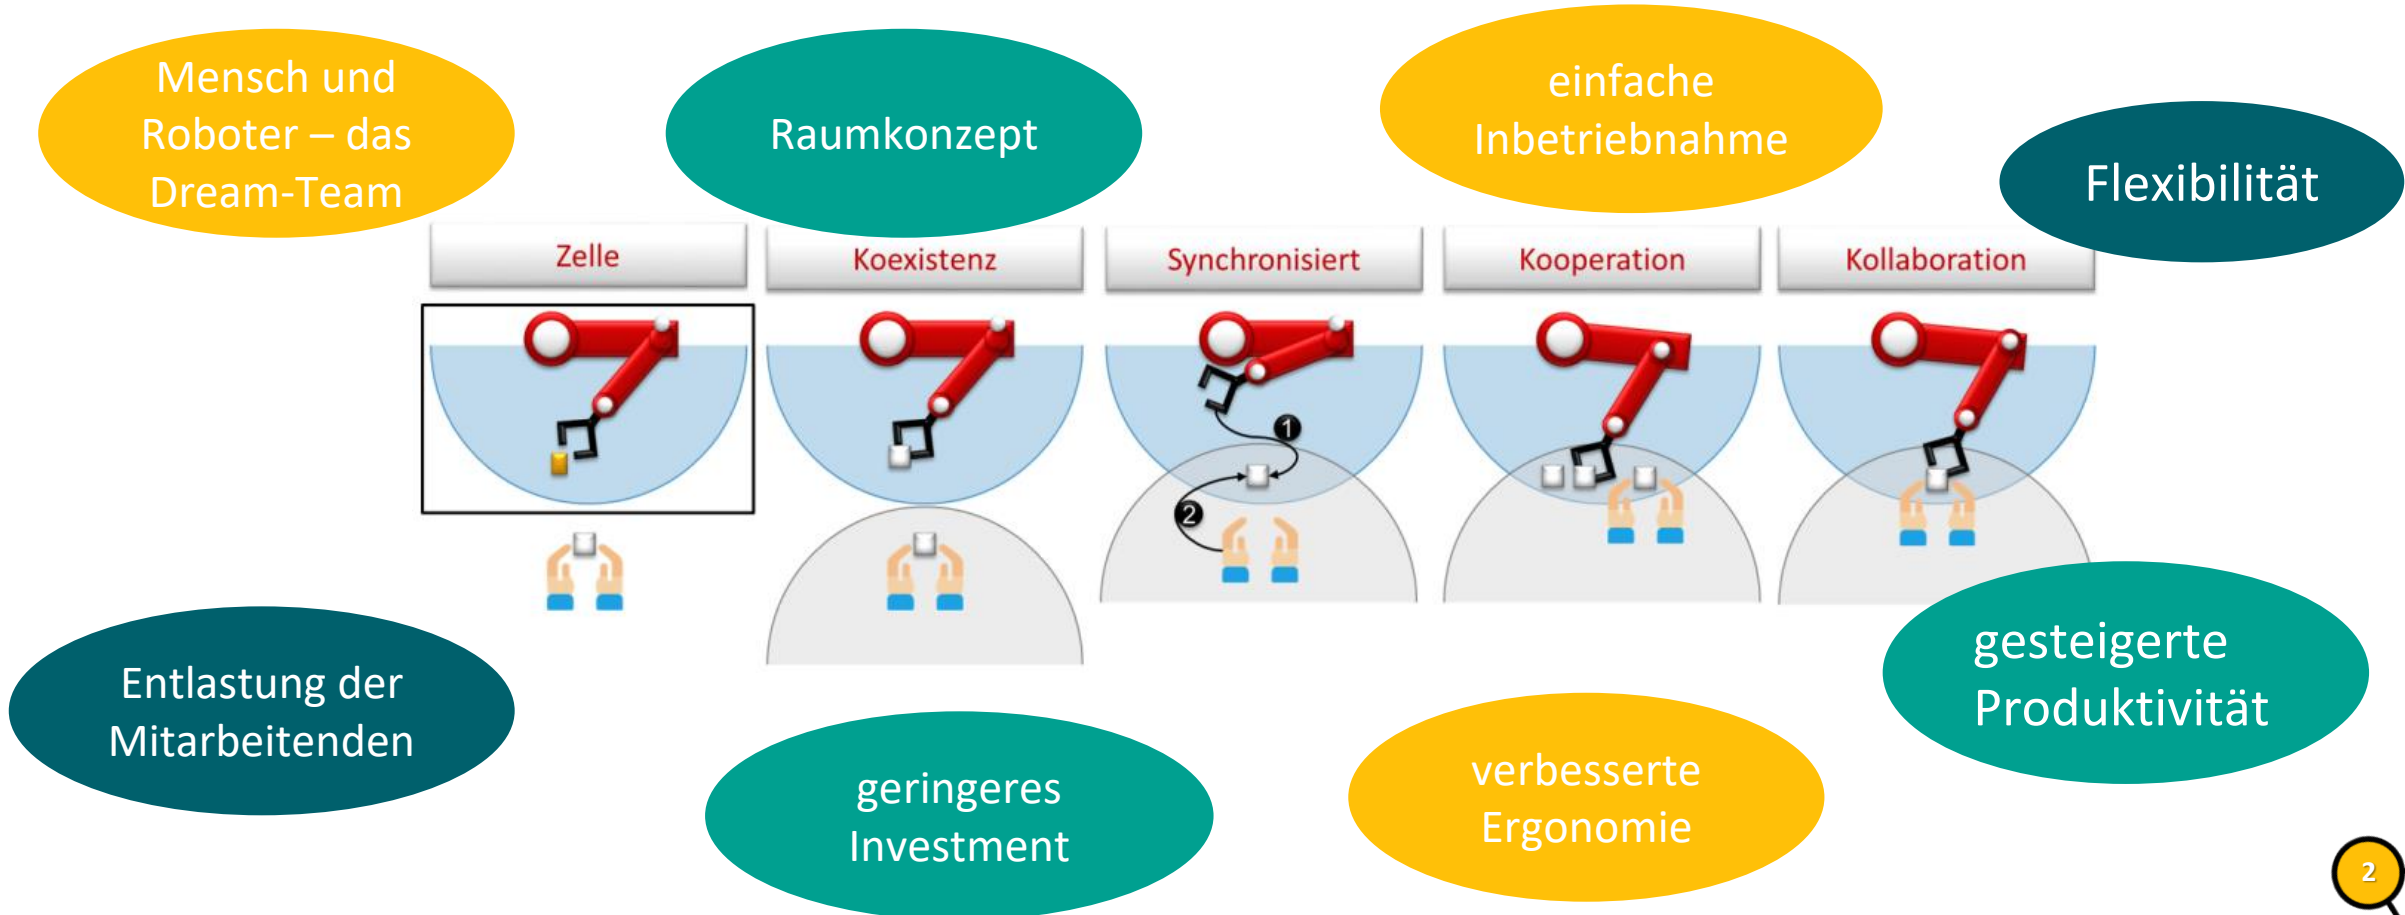 Mensch und
Roboter – das
Dream-Team
Raumkonzept
einfache
Inbetriebnahme
Flexibilität
Zelle
Koexistenz
Synchronisiert
Kooperation
Kollaboration
1
2
Entlastung der
Mitarbeitenden
geringeres
Investment
verbesserte
Ergonomie
gesteigerte
Produktivität
2